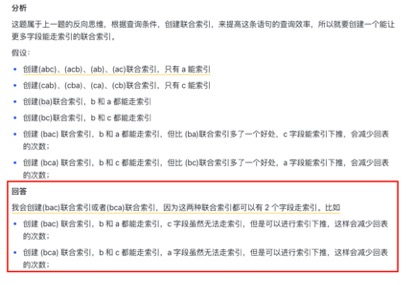 分析
这题属于上一题的反向思维，根据查询条件，创建联合索引，来提高这条语句的查询效率，所以就要创建一个能让
更多字段能走索引的联合索引。
假设：
创建(abc)、(acb)、(ab)、(ac)联合索引，只有 a 能索引
创建(cab)、(cba)、(ca)、(cb)联合索引，只有 c 能索引
创建(ba)联合索引，b 和 a 都能走索引
创建(bc)联合索引，b 和 c 都能走索引
创建 (bac) 联合索引，b 和 a 都能走索引，但比 (ba)联合索引多了一个好处，c 字段能索引下推，会减少回表
的次数；
创建 (bca) 联合索引，b 和 c 都能走索引，但比 (bc)联合索引多了一个好处，a 字段能索引下推，会减少回表
的次数；
回答
我会创建(bac)联合索引或者(bca)联合索引，因为这两种联合索引都可以有 2 个字段走索引。比如
创建 (bac) 联合索引，b 和 a 都能走索引，c 字段虽然无法走索引，但是可以进行索引下推，这样会减少回表
的次数；
创建 (bca) 联合索引，b 和 c 都能走索引，a 字段虽然无法走索引，但是可以进行索引下推，这样会减少回表
的次数；